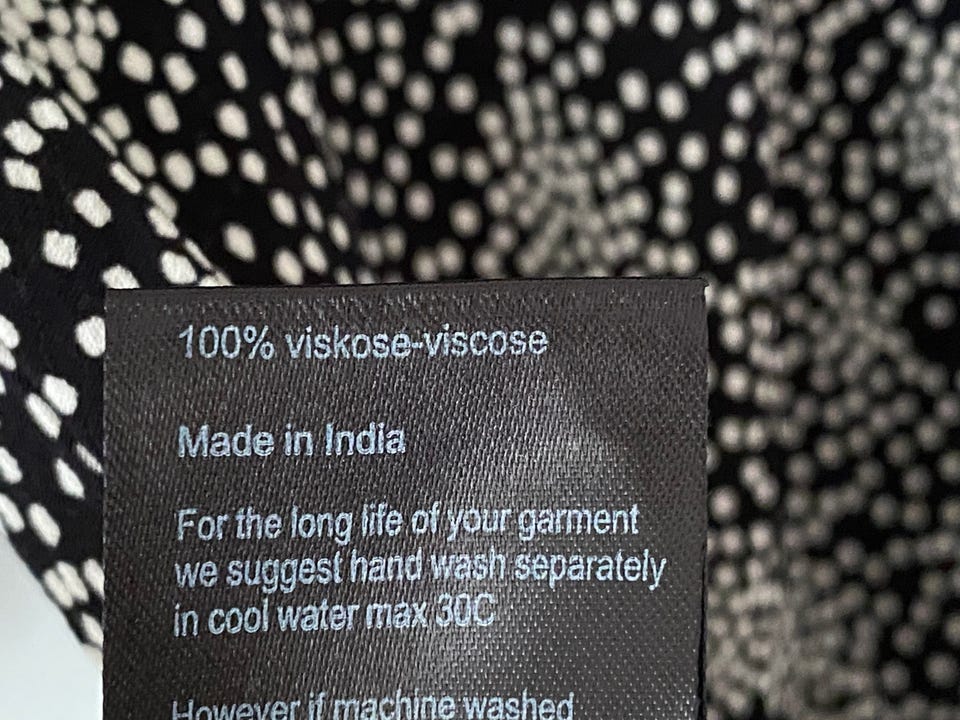 100% viskose-viscose
Made in India
For the long life of your garment
we suggest hand wash separately
in cool water max 30C
However if machine washed